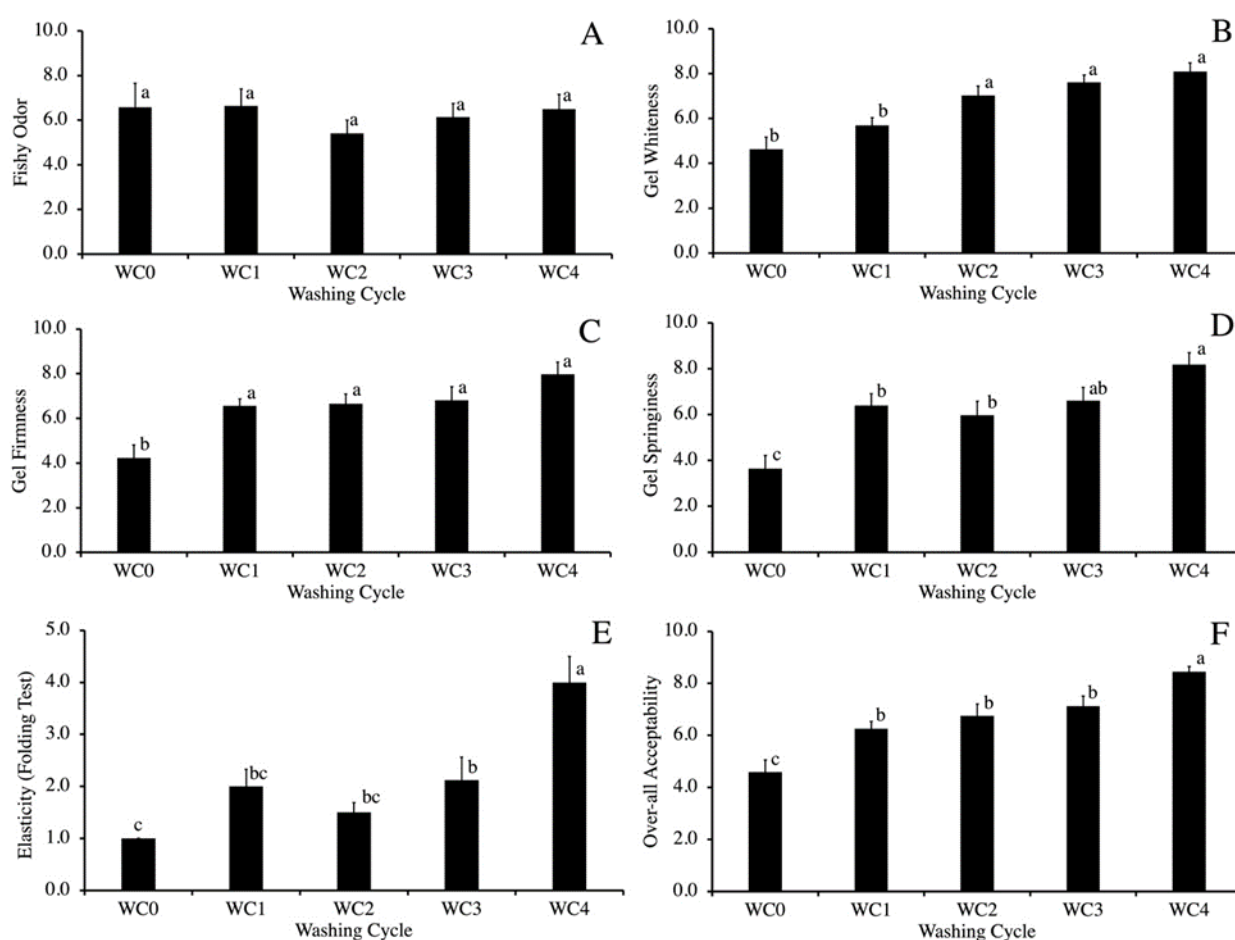 A
Fishy Odor
10.0
8.0
6.0
4.0
2.0
0.0
a
a
a
a
a
WC0 WC1 WC2 WC3 WC4
Washing Cycle
B
Gel Whiteness
10.0
8.0
6.0
4.0
2.0
0.0
b
b
a
a
a
WC0 WC1 WC2 WC3 WC4
Washing Cycle
C
Gel Firmness
10.0
8.0
6.0
4.0
2.0
0.0
b
a
a
a
a
WC0 WC1 WC2 WC3 WC4
Washing Cycle
D
Gel Springiness
10.0
8.0
6.0
4.0
2.0
0.0
c
b
b
ab
a
WC0 WC1 WC2 WC3 WC4
Washing Cycle
E
Elasticity (Folding Test)
5.0
4.0
3.0
2.0
1.0
0.0
c
bc
bc
b
a
WC0 WC1 WC2 WC3 WC4
Washing Cycle
F
Over-all Acceptability
10.0
8.0
6.0
4.0
2.0
0.0
c
b
b
b
a
WC0 WC1 WC2 WC3 WC4
Washing Cycle